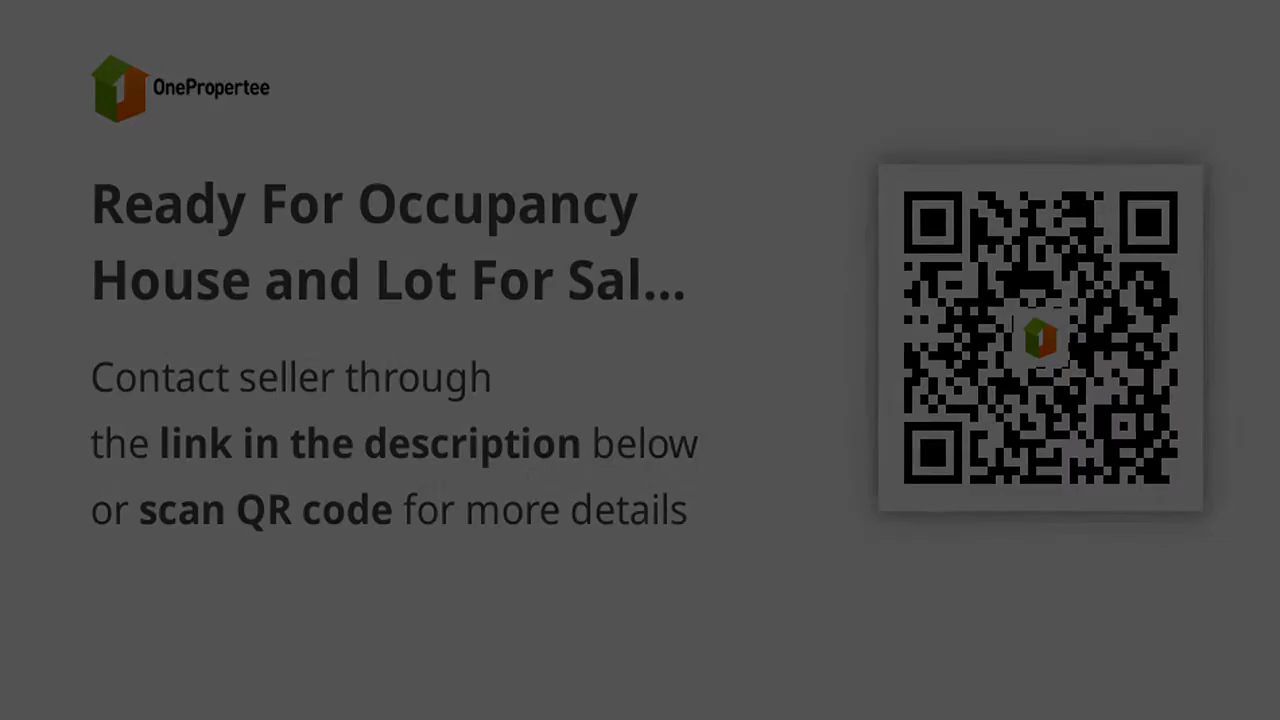 OnePropertee
Ready For Occupancy
House and Lot For Sal...
Contact seller through
the link in the description below
or scan QR code for more details